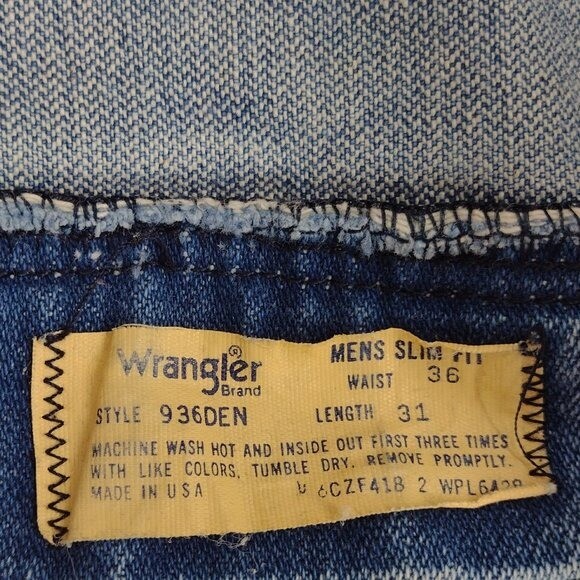 Wrangler®
Brand
MENS SLIM FIT
WAIST 36
STYLE 936DEN LENGTH 31
MACHINE WASH HOT AND INSIDE OUT FIRST THREE TIMES
WITH LIKE COLORS, TUMBLE DRY. REMOVE PROMPTLY.
MADE IN USA 2